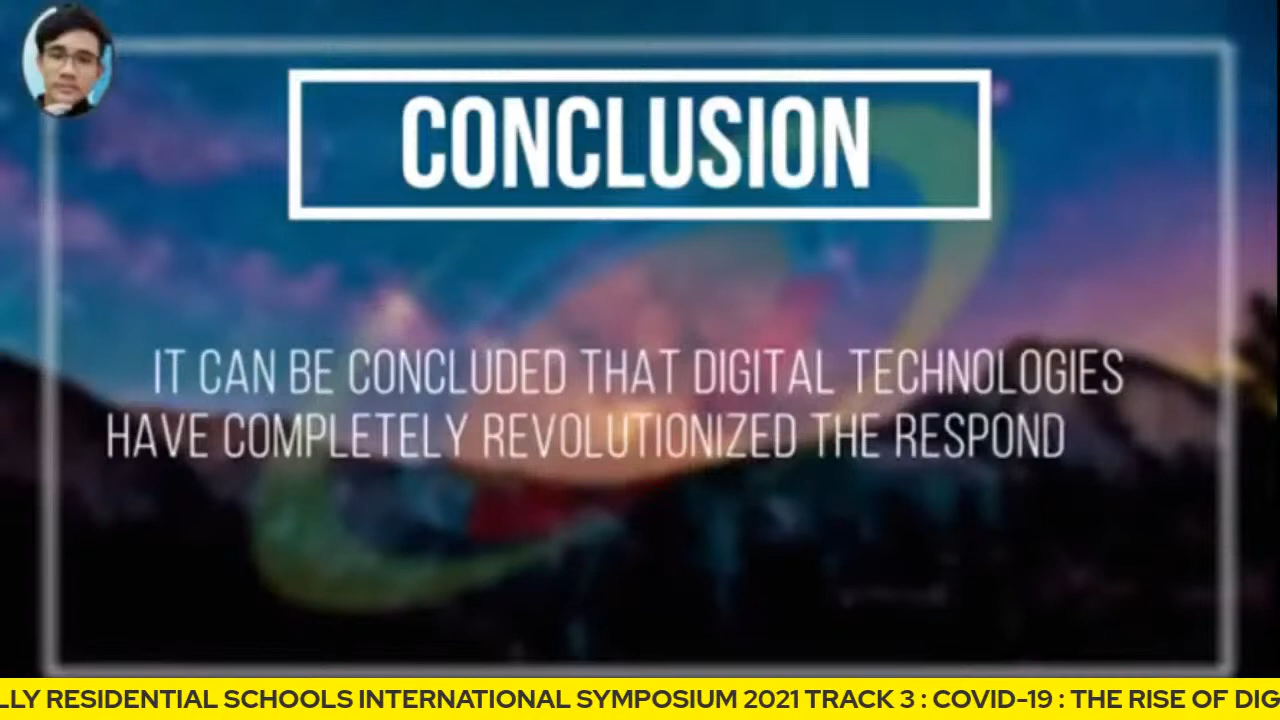 CONCLUSION
IT CAN BE CONCLUDED THAT DIGITAL TECHNOLOGIES
HAVE COMPLETELY REVOLUTIONIZED THE RESPOND
LLY RESIDENTIAL SCHOOLS INTERNATIONAL SYMPOSIUM 2021 TRACK 3 : COVID-19 : THE RISE OF DIG